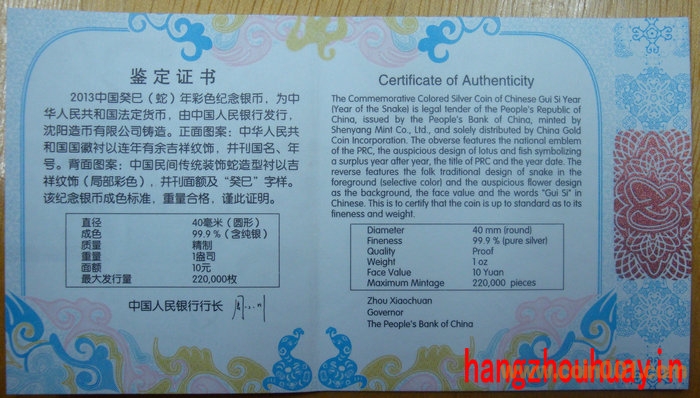 鉴定证书
2013中国癸巳（蛇）年彩色纪念银币，为中
华人民共和国法定货币，由中国人民银行发行，
沈阳造币有限公司铸造。正面图案：中华人民共
和国国徽衬以连年有余吉祥纹饰，并刊国名、年
号。背面图案：中国民间传统装饰蛇造型衬以吉
祥纹饰（局部彩色），并刊面额及“癸巳”字样。
该纪念银币成色标准，重量合格，谨此证明。
直径 40毫米（圆形）
成色 99.9％（含纯银）
质量 精制
重量 1盎司
面额 10元
最大发行量 220,000枚
中国人民银行行长
Certificate of Authenticity
The Commemorative Colored Silver Coin of Chinese Gui Si Year
(Year of the Snake) is legal tender of the People's Republic of
China, issued by the People's Bank of China, minted by
Shenyang Mint Co., Ltd., and solely distributed by China Gold
Coin Incorporation. The obverse features the national emblem
of the PRC, the auspicious design of lotus and fish symbolizing
a surplus year after year, the title of PRC and the year date. The
reverse features the folk traditional design of snake in the
foreground (selective color) and the auspicious flower design
as the background, the face value and the words "Gui Si" in
Chinese. This is to certify that the coin is up to standard as to its
fineness and weight.
Diameter 40 mm (round)
Fineness 99.9 % (pure silver)
Quality Proof
Weight 1 oz
Face Value 10 Yuan
Maximum Mintage 220,000 pieces
Zhou Xiaochuan
Governor
The People's Bank of China
hangzhouhuay.in